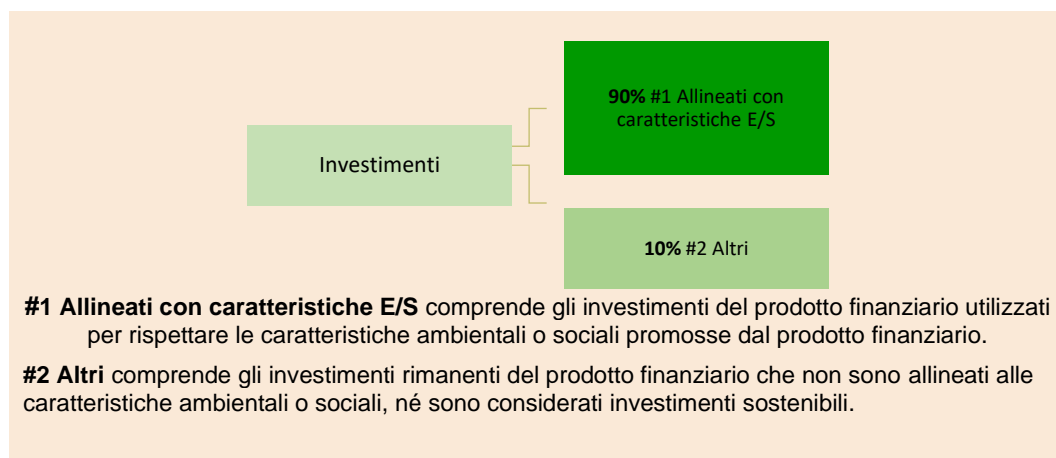 90% #1 Allineati con
caratteristiche E/S
Investimenti
10% #2 Altri
#1 Allineati con caratteristiche E/S comprende gli investimenti del prodotto finanziario utilizzati
per rispettare le caratteristiche ambientali o sociali promosse dal prodotto finanziario.
#2 Altri comprende gli investimenti rimanenti del prodotto finanziario che non sono allineati alle
caratteristiche ambientali o sociali, né sono considerati investimenti sostenibili.